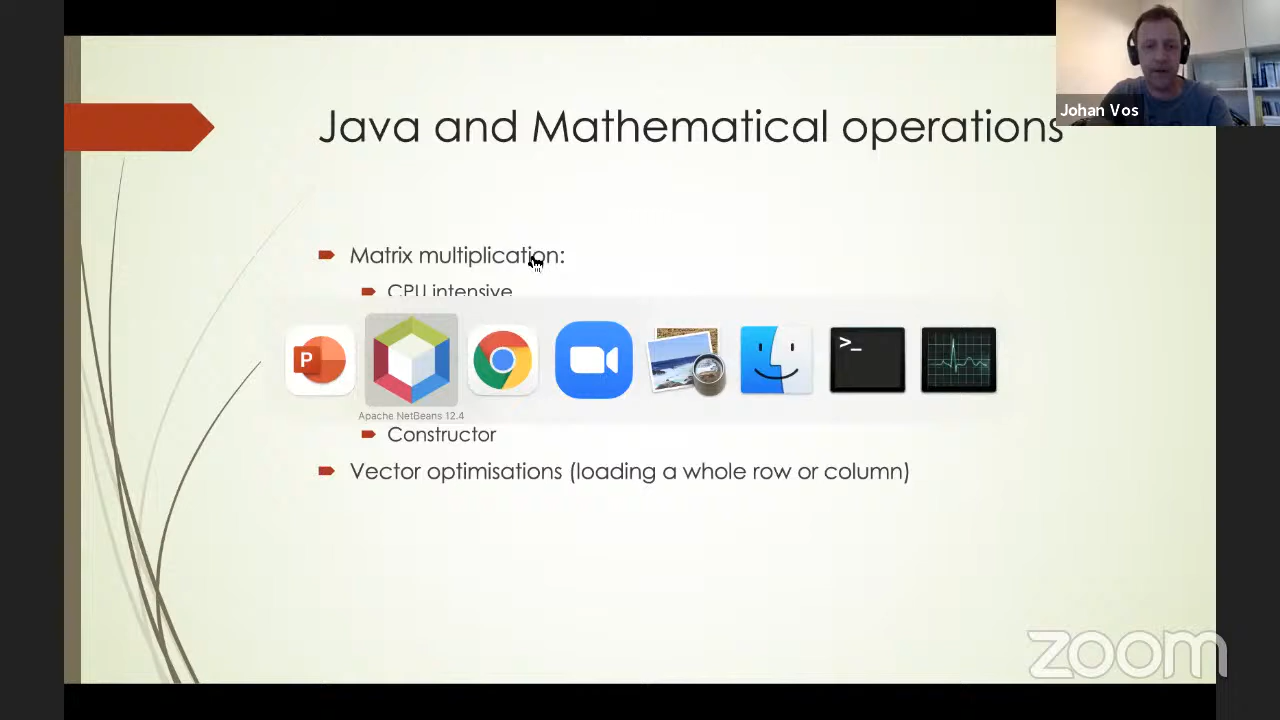 Johan Vos
Java and Mathematical operations
Matrix multiplication:
CPU intensive
P
>_
Apache NetBeans 12.4
Constructor
Vector optimisations (loading a whole row or column)
zoom